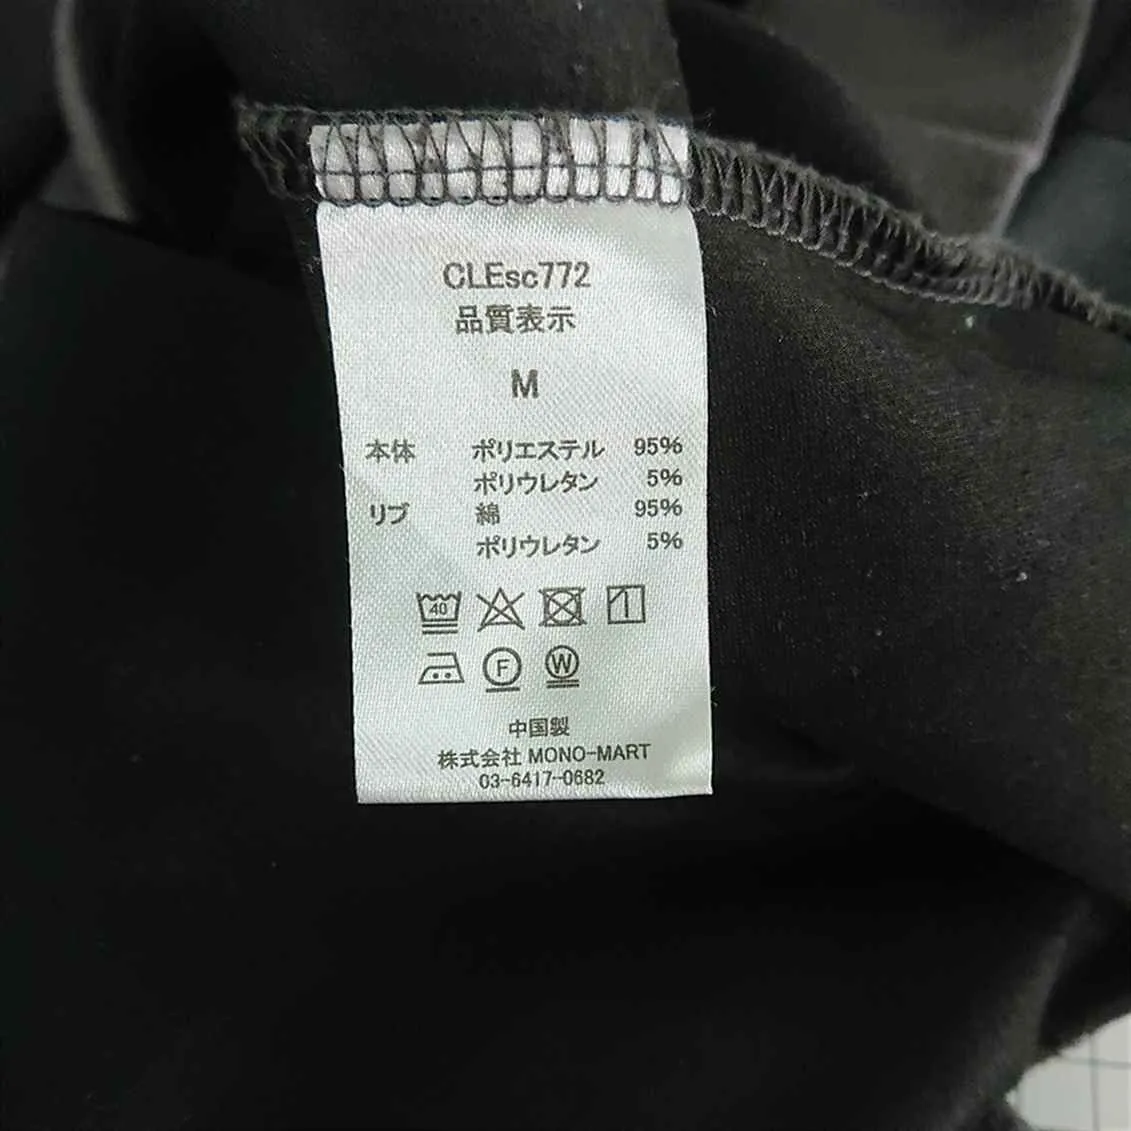 CLEsc772
品質表示
M
本体 ポリエステル 95%
ポリウレタン 5%
リブ 綿 95%
ポリウレタン 5%
40
F W
中国製
株式会社 MONO-MART
03-6417-0682